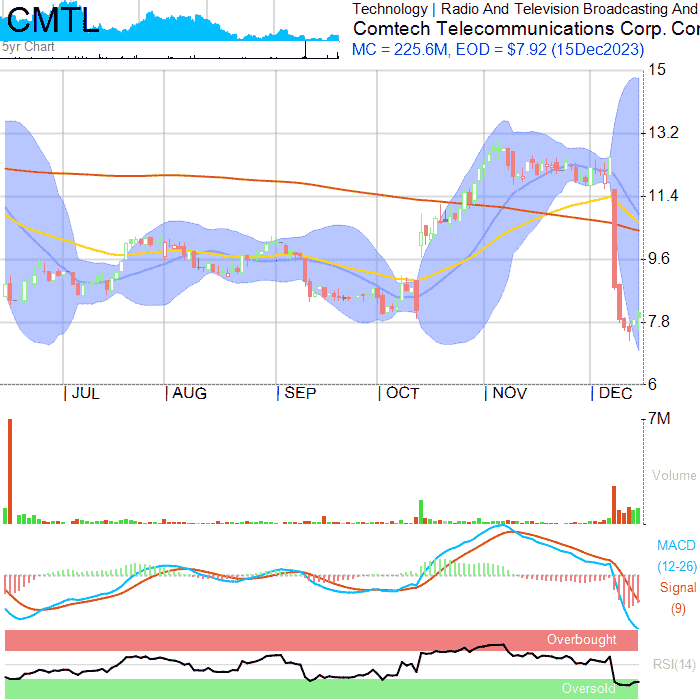 CMTL
5yr Chart
Technology | Radio And Television Broadcasting And
Comtech Telecommunications Corp. Cor
MC = 225.6M, EOD = $7.92 (15Dec2023)
15
13.2
11.4
9.6
7.8
6
| JUL | AUG | SEP | OCT | NOV | DEC
7M
Volume
MACD
(12-26)
Signal
(9)
Overbought
RSI(14)
Oversold